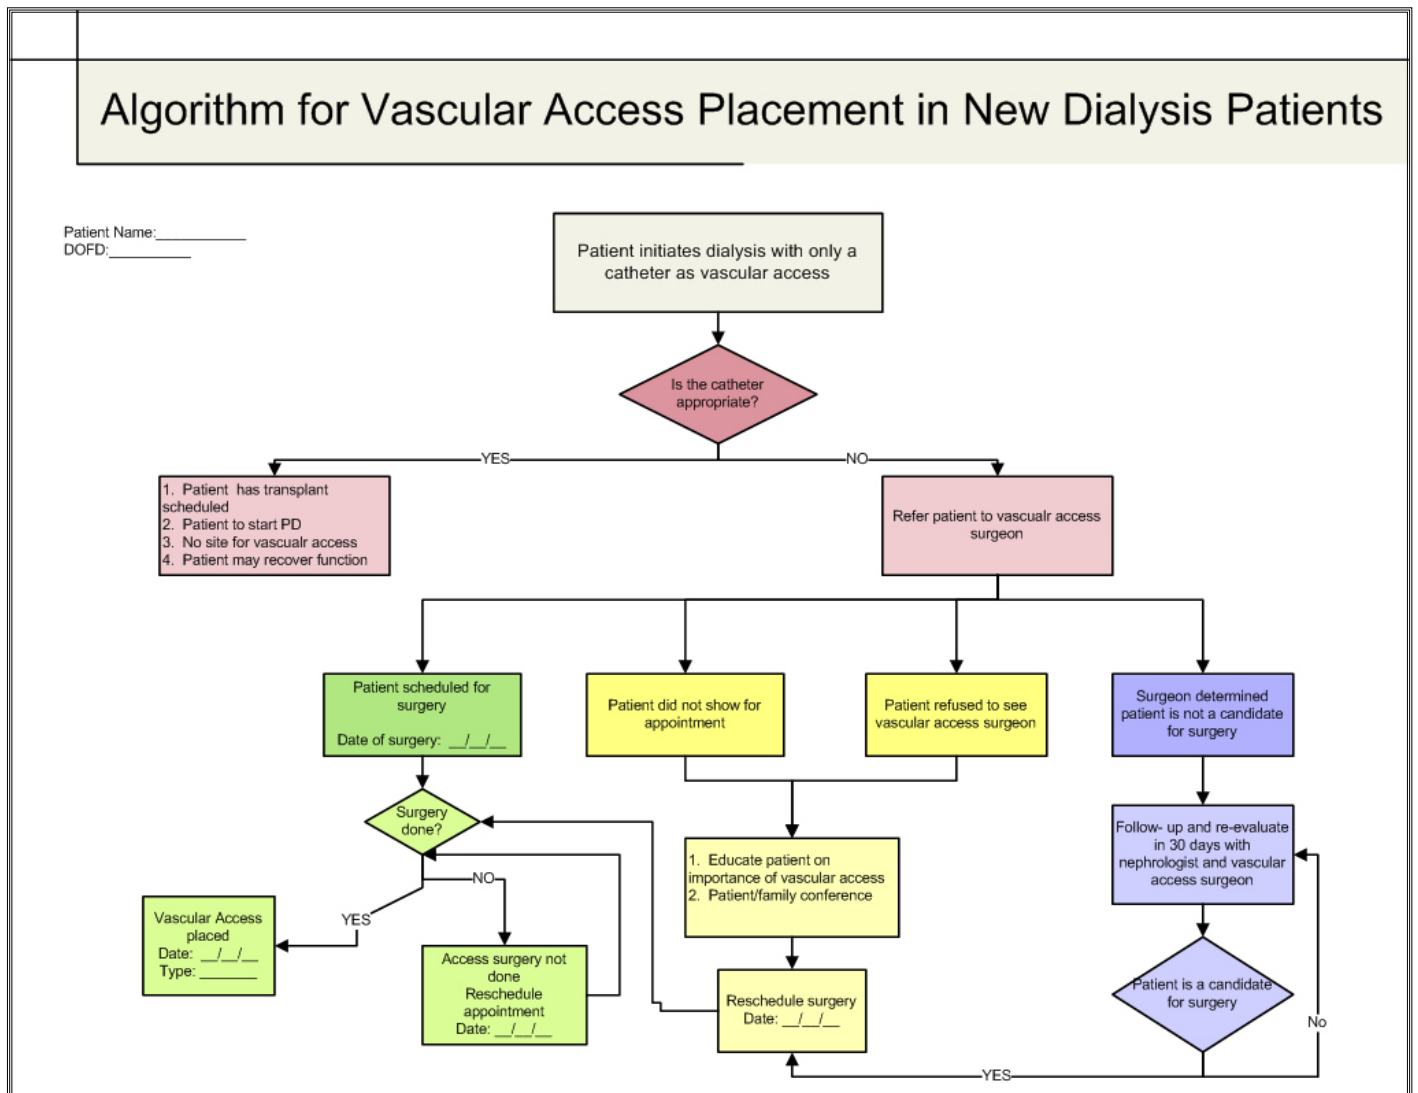 Algorithm for Vascular Access Placement in New Dialysis Patients
Patient Name:___________
DOFD:__________
Patient initiates dialysis with only a
catheter as vascular access
Is the catheter
appropriate?
YES
NO
1. Patient has transplant
scheduled
2. Patient to start PD
3. No site for vascualr access
4. Patient may recover function
Refer patient to vascualr access
surgeon
Patient scheduled for
surgery
Date of surgery: __/__/__
Patient did not show for
appointment
Patient refused to see
vascular access surgeon
Surgeon determined
patient is not a candidate
for surgery
Surgery
done?
NO
YES
Vascular Access
placed
Date: __/__/__
Type: _______
Access surgery not
done
Reschedule
appointment
Date: __/__/__
1. Educate patient on
importance of vascular access
2. Patient/family conference
Reschedule surgery
Date: __/__/__
Follow- up and re-evaluate
in 30 days with
nephrologist and vascular
access surgeon
Patient is a candidate
for surgery
No
YES